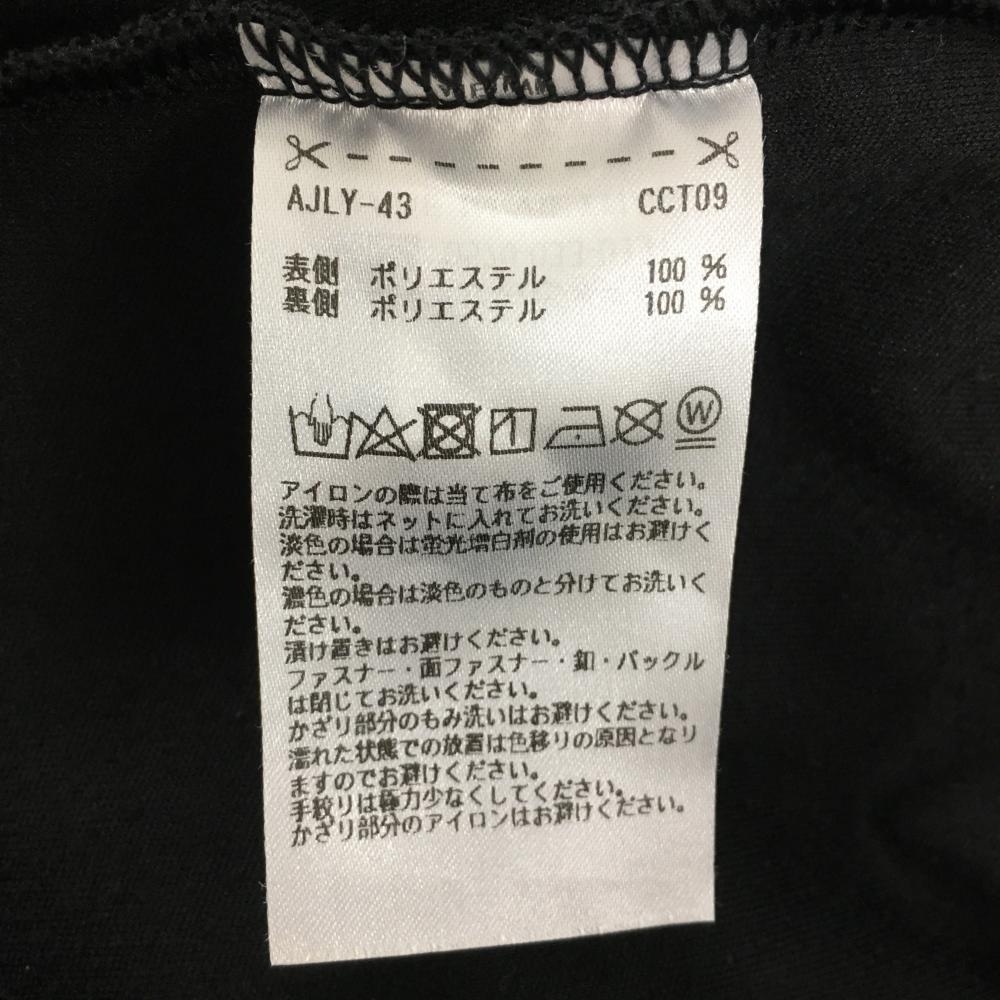 AJLY-43 CCT09
表側 ポリエステル 100 %
裏側 ポリエステル 100 %
W
アイロンの際は当て布をご使用ください。
洗濯時はネットに入れてお洗いください。
淡色の場合は蛍光増白剤の使用はお避けく
ださい。
濃色の場合は淡色のものと分けてお洗いく
ださい。
漬け置きはお避けください。
ファスナー・面ファスナー・釦・バックル
は閉じてお洗いください。
かざり部分のもみ洗いはお避けください。
濡れた状態での放置は色移りの原因となり
ますのでお避けください。
手絞りは極力少なくしてください。
かざり部分のアイロンはお避けください。